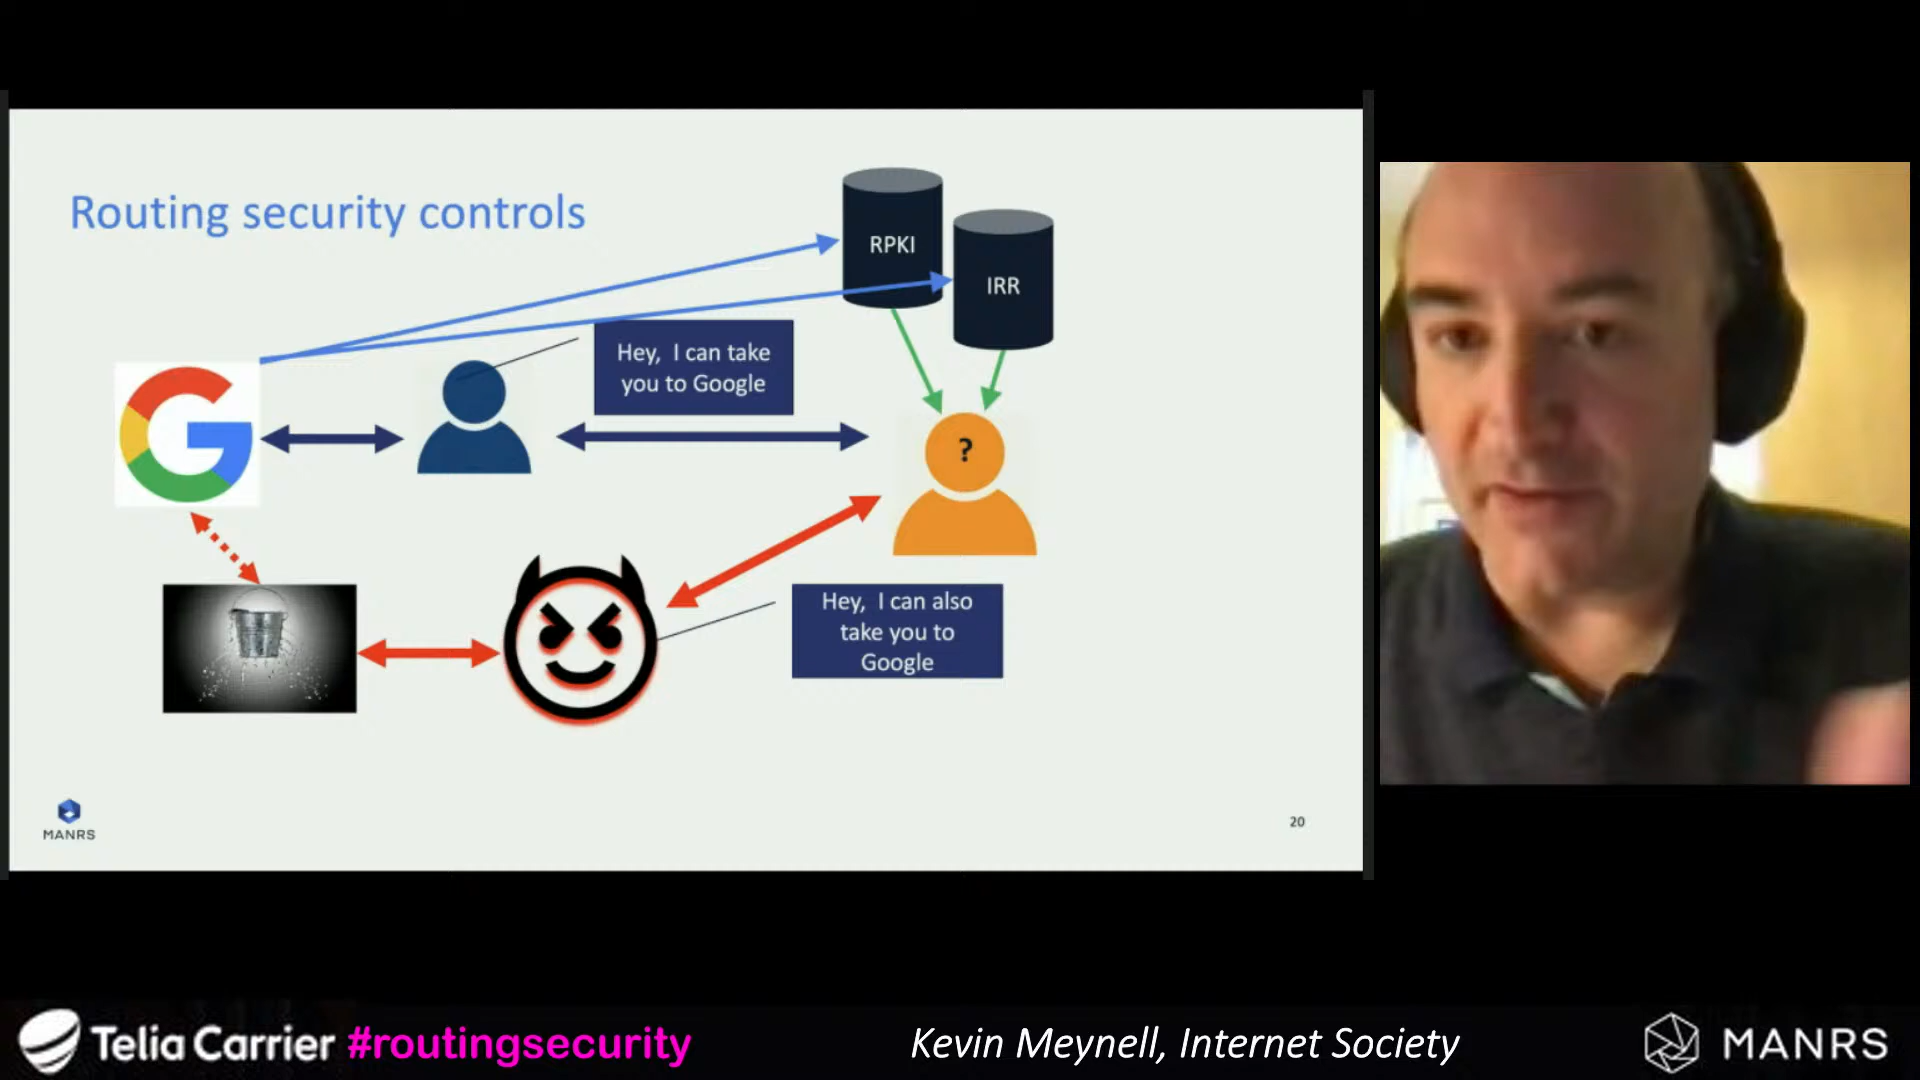 Routing security controls
RPKI
IRR
Hey, I can take
you to Google
?
Hey, I can also
take you to
Google
MANRS
20
Telia Carrier #routingsecurity
Kevin Meynell, Internet Society
MANRS